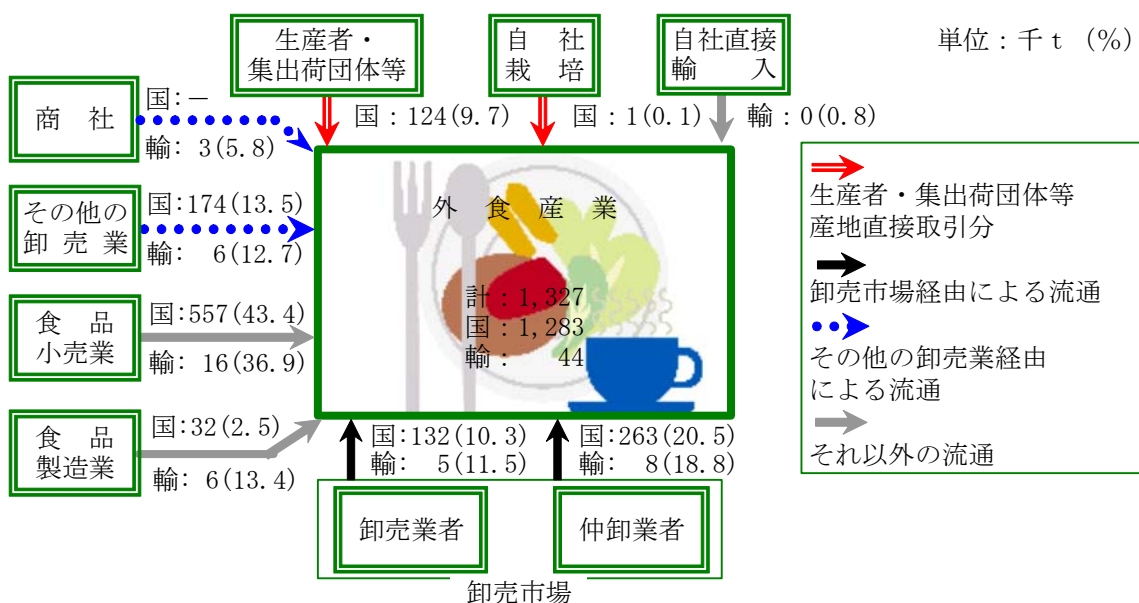 単位：千ｔ (%)
生産者・
集出荷団体等
自　社
栽　培
自社直接
輸　　入
国：124(9.7)
国：1(0.1)
輸：0(0.8)
商　社
国:－
輸: 3(5.8)
その他の
卸 売 業
国:174(13.5)
輸:　6(12.7)
食　品
小売業
国:557(43.4)
輸: 16(36.9)
食　品
製造業
国:32(2.5)
輸: 6(13.4)
外　食　産　業
計：1,327
国：1,283
輸：　 44
国:132(10.3)
輸:　5(11.5)
国:263(20.5)
輸:　8(18.8)
卸売業者
仲卸業者
卸売市場
生産者・集出荷団体等
産地直接取引分
卸売市場経由による流通
その他の卸売業経由
による流通
それ以外の流通